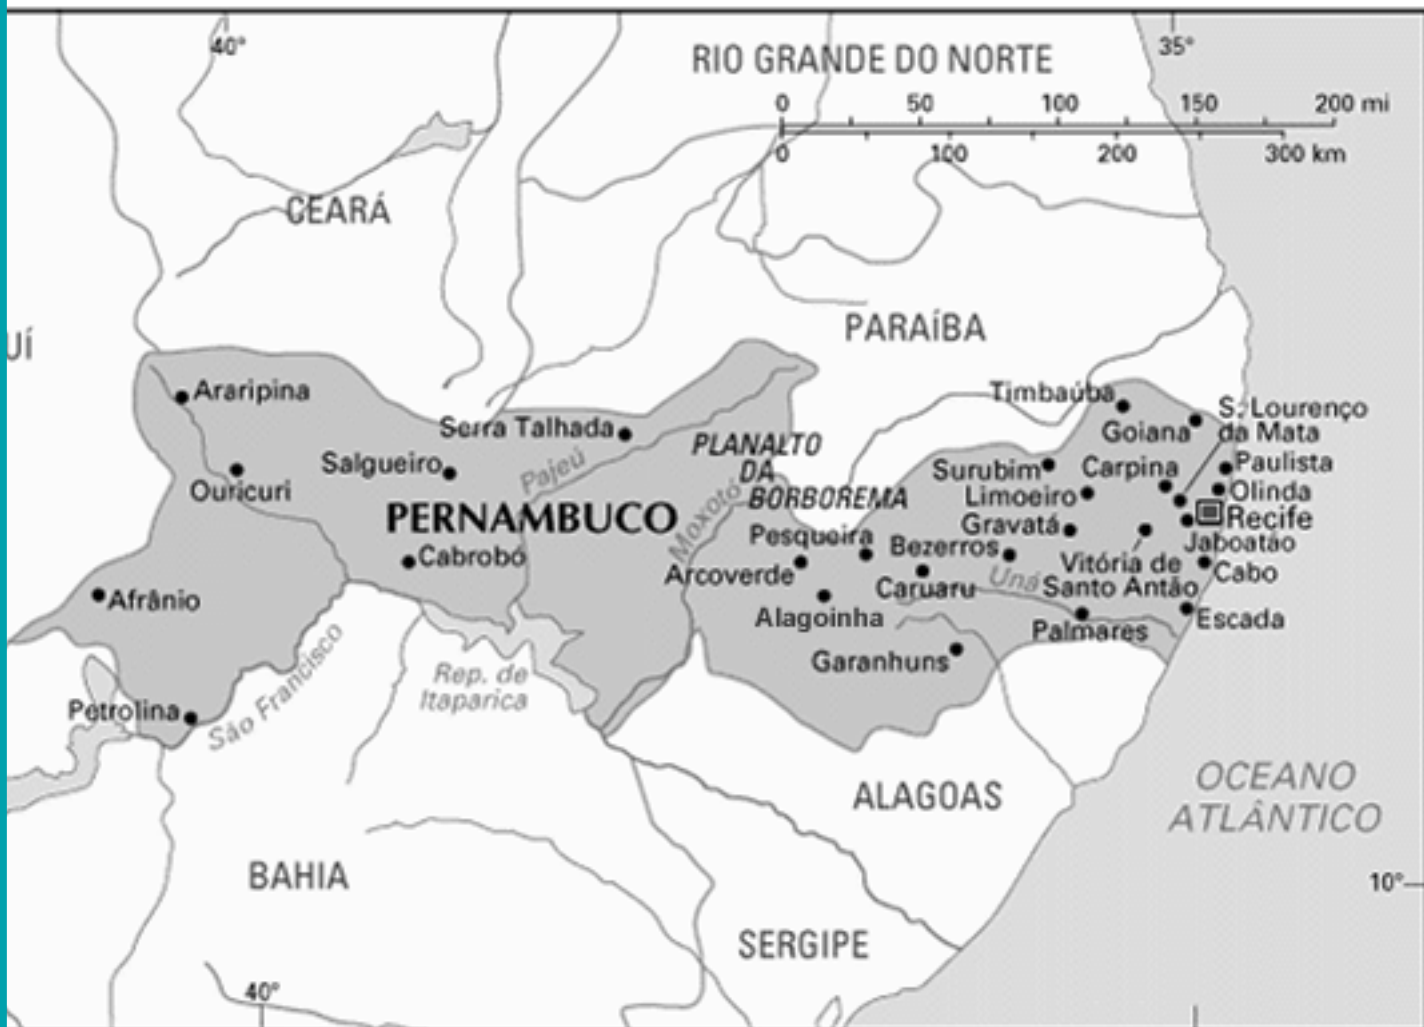 40°
35°
RIO GRANDE DO NORTE
0 50 100 150 200 mi
0 100 200 300 km
CEARÁ
UÍ
PARAÍBA
Araripina
Timbaúba
S. Lourenço
da Mata
Serra Talhada
Goiana
PLANALTO
DA
BORBOREMA
Salgueiro
Pajeú
Surubim
Carpina
Paulista
Ouricuri
Moxotó
Limoeiro
Olinda
PERNAMBUCO
Gravatá
Recife
Pesqueira
Bezerros
Jaboatão
Cabrobó
Arcoverde
Caruaru
Uná
Vitória de
Santo Antão
Cabo
Afrânio
Alagoinha
Palmares
Escada
Garanhuns
São Francisco
Rep. de
Itaparica
Petrolina
ALAGOAS
OCEANO
ATLÂNTICO
BAHIA
10°
SERGIPE
40°